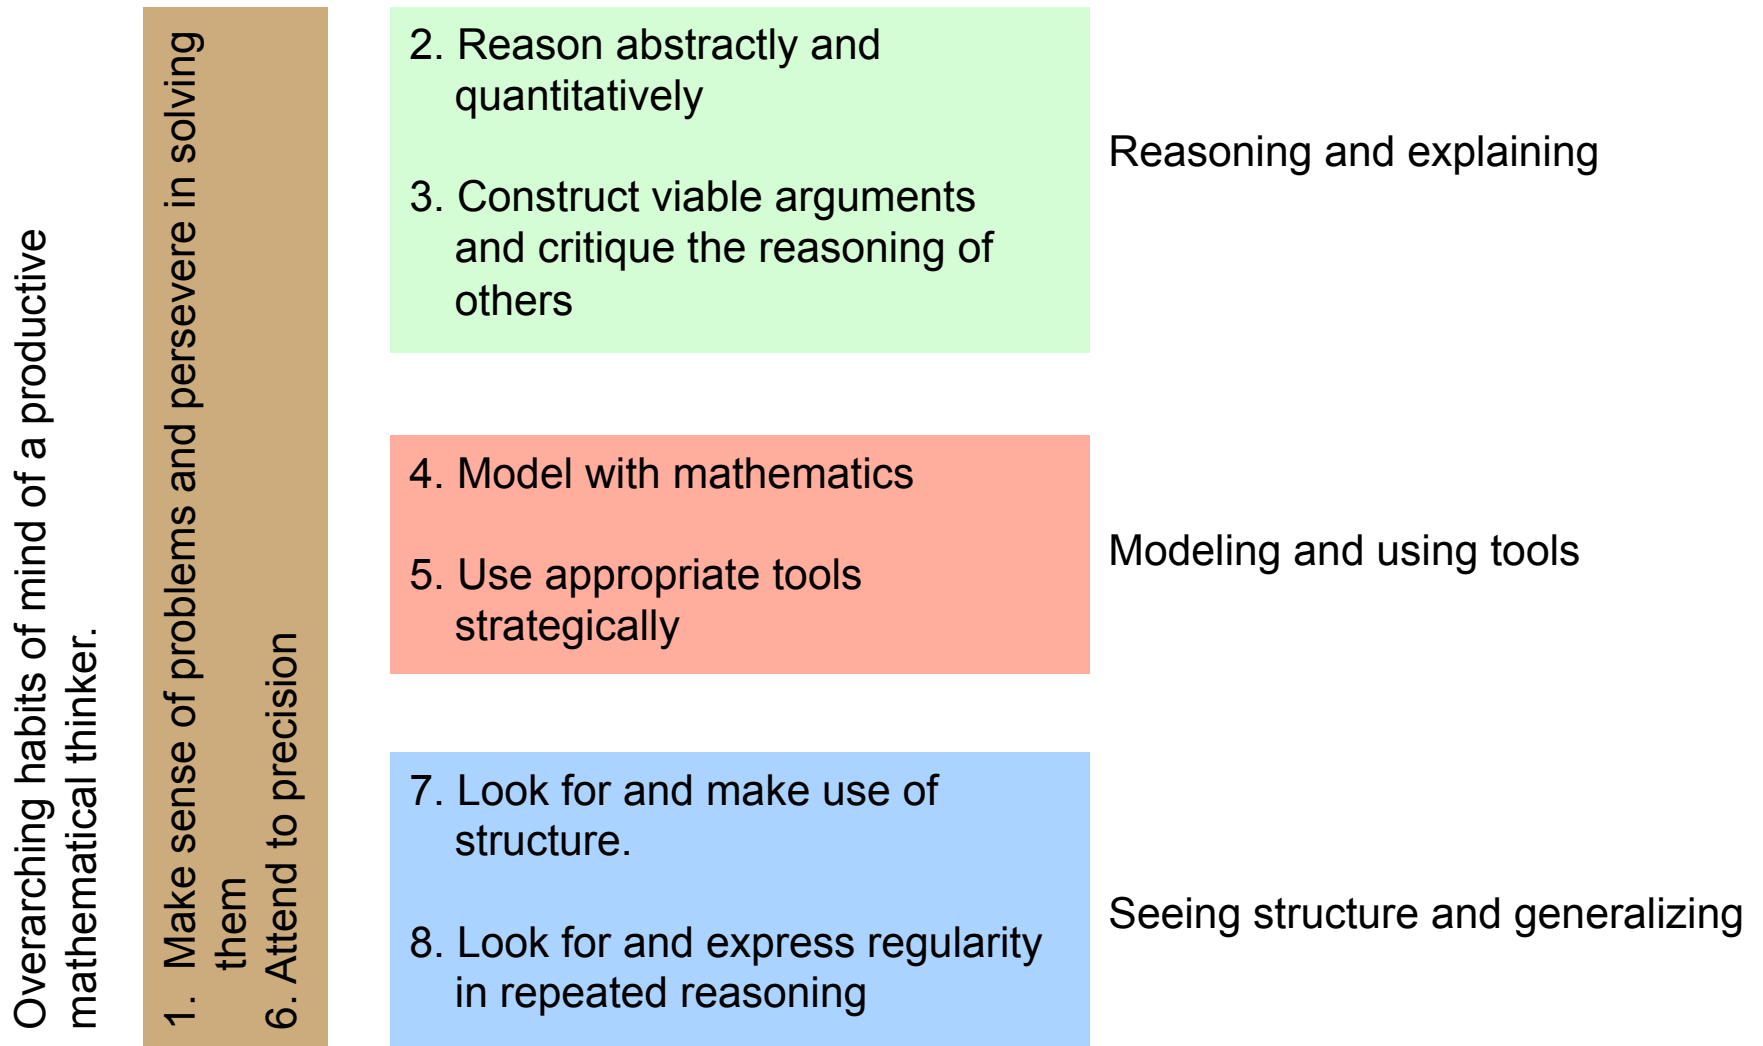 Overarching habits of mind of a productive
mathematical thinker.
1. Make sense of problems and persevere in solving
them
6. Attend to precision
2. Reason abstractly and
quantitatively
3. Construct viable arguments
and critique the reasoning of
others
Reasoning and explaining
4. Model with mathematics
5. Use appropriate tools
strategically
Modeling and using tools
7. Look for and make use of
structure.
8. Look for and express regularity
in repeated reasoning
Seeing structure and generalizing